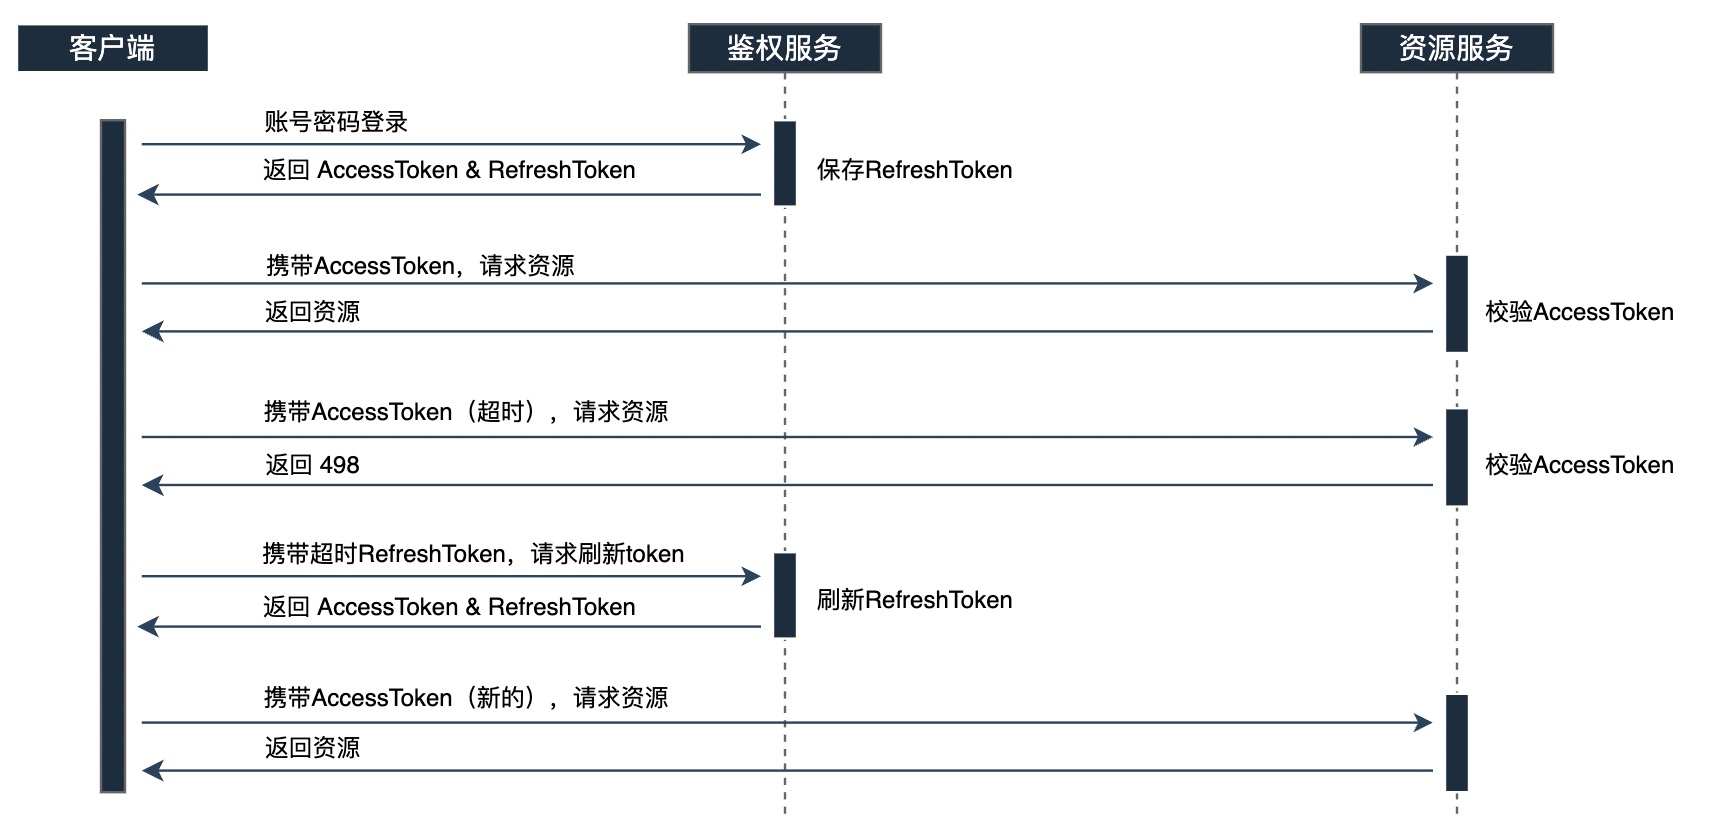 客户端
鉴权服务
资源服务
账号密码登录
返回 AccessToken & RefreshToken
保存RefreshToken
携带AccessToken，请求资源
返回资源
校验AccessToken
携带AccessToken（超时），请求资源
返回 498
校验AccessToken
携带超时RefreshToken，请求刷新token
返回 AccessToken & RefreshToken
刷新RefreshToken
携带AccessToken（新的），请求资源
返回资源